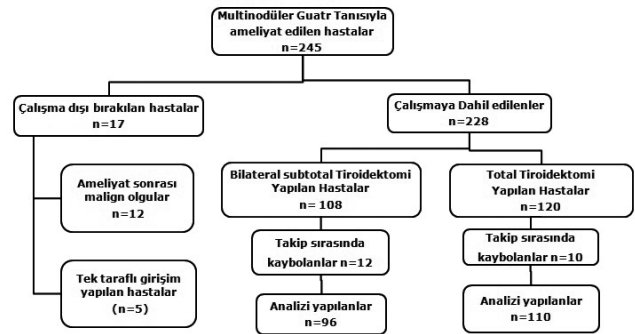 Multinodüler Guatr Tanısıyla
ameliyat edilen hastalar
n=245
Çalışma dışı bırakılan hastalar
n=17
Çalışmaya Dahil edilenler
n=228
Ameliyat sonrası
malign olgular
n=12
Tek taraflı girişim
yapılan hastalar
(n=5)
Bilateral subtotal Tiroidektomi
Yapılan Hastalar
n= 108
Total Tiroidektomi
Yapılan Hastalar
n=120
Takip sırasında
kaybolanlar n=12
Takip sırasında
kaybolanlar n=10
Analizi yapılanlar
n=96
Analizi yapılanlar
n=110